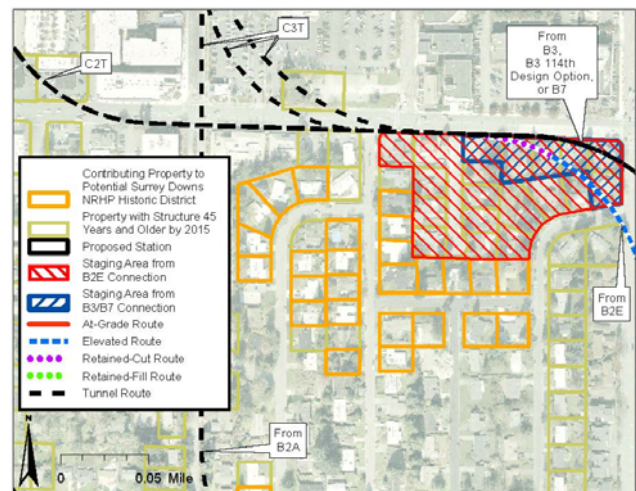 C3T
C2T
From
B3,
B3 114th
Design Option,
or B7
Contributing Property to
Potential Surrey Downs
NRHP Historic District
Property with Structure 45
Years and Older by 2015
Proposed Station
Staging Area from
B2E Connection
Staging Area from
B3/B7 Connection
At-Grade Route
Elevated Route
Retained-Cut Route
Retained-Fill Route
Tunnel Route
From
B2E
From
B2A
N
0 0.05 Mile